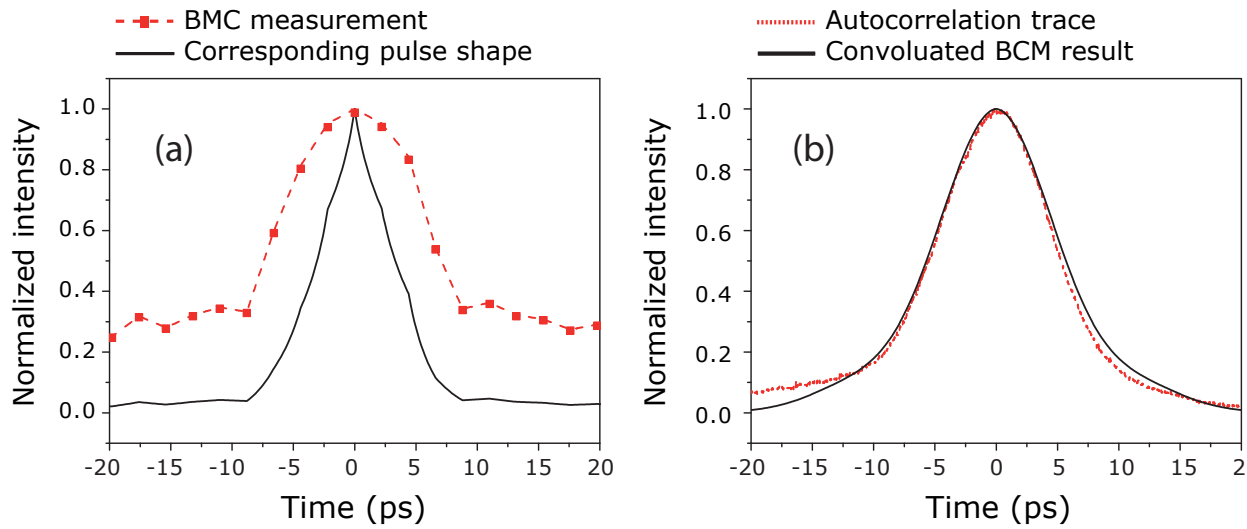 BMC measurement
Corresponding pulse shape
Autocorrelation trace
Convoluated BCM result
(a)
(b)
Normalized intensity
1.0
0.8
0.6
0.4
0.2
0.0
-20 -15 -10 -5 0 5 10 15 20
Time (ps)
Normalized intensity
1.0
0.8
0.6
0.4
0.2
0.0
-20 -15 -10 -5 0 5 10 15 2
Time (ps)